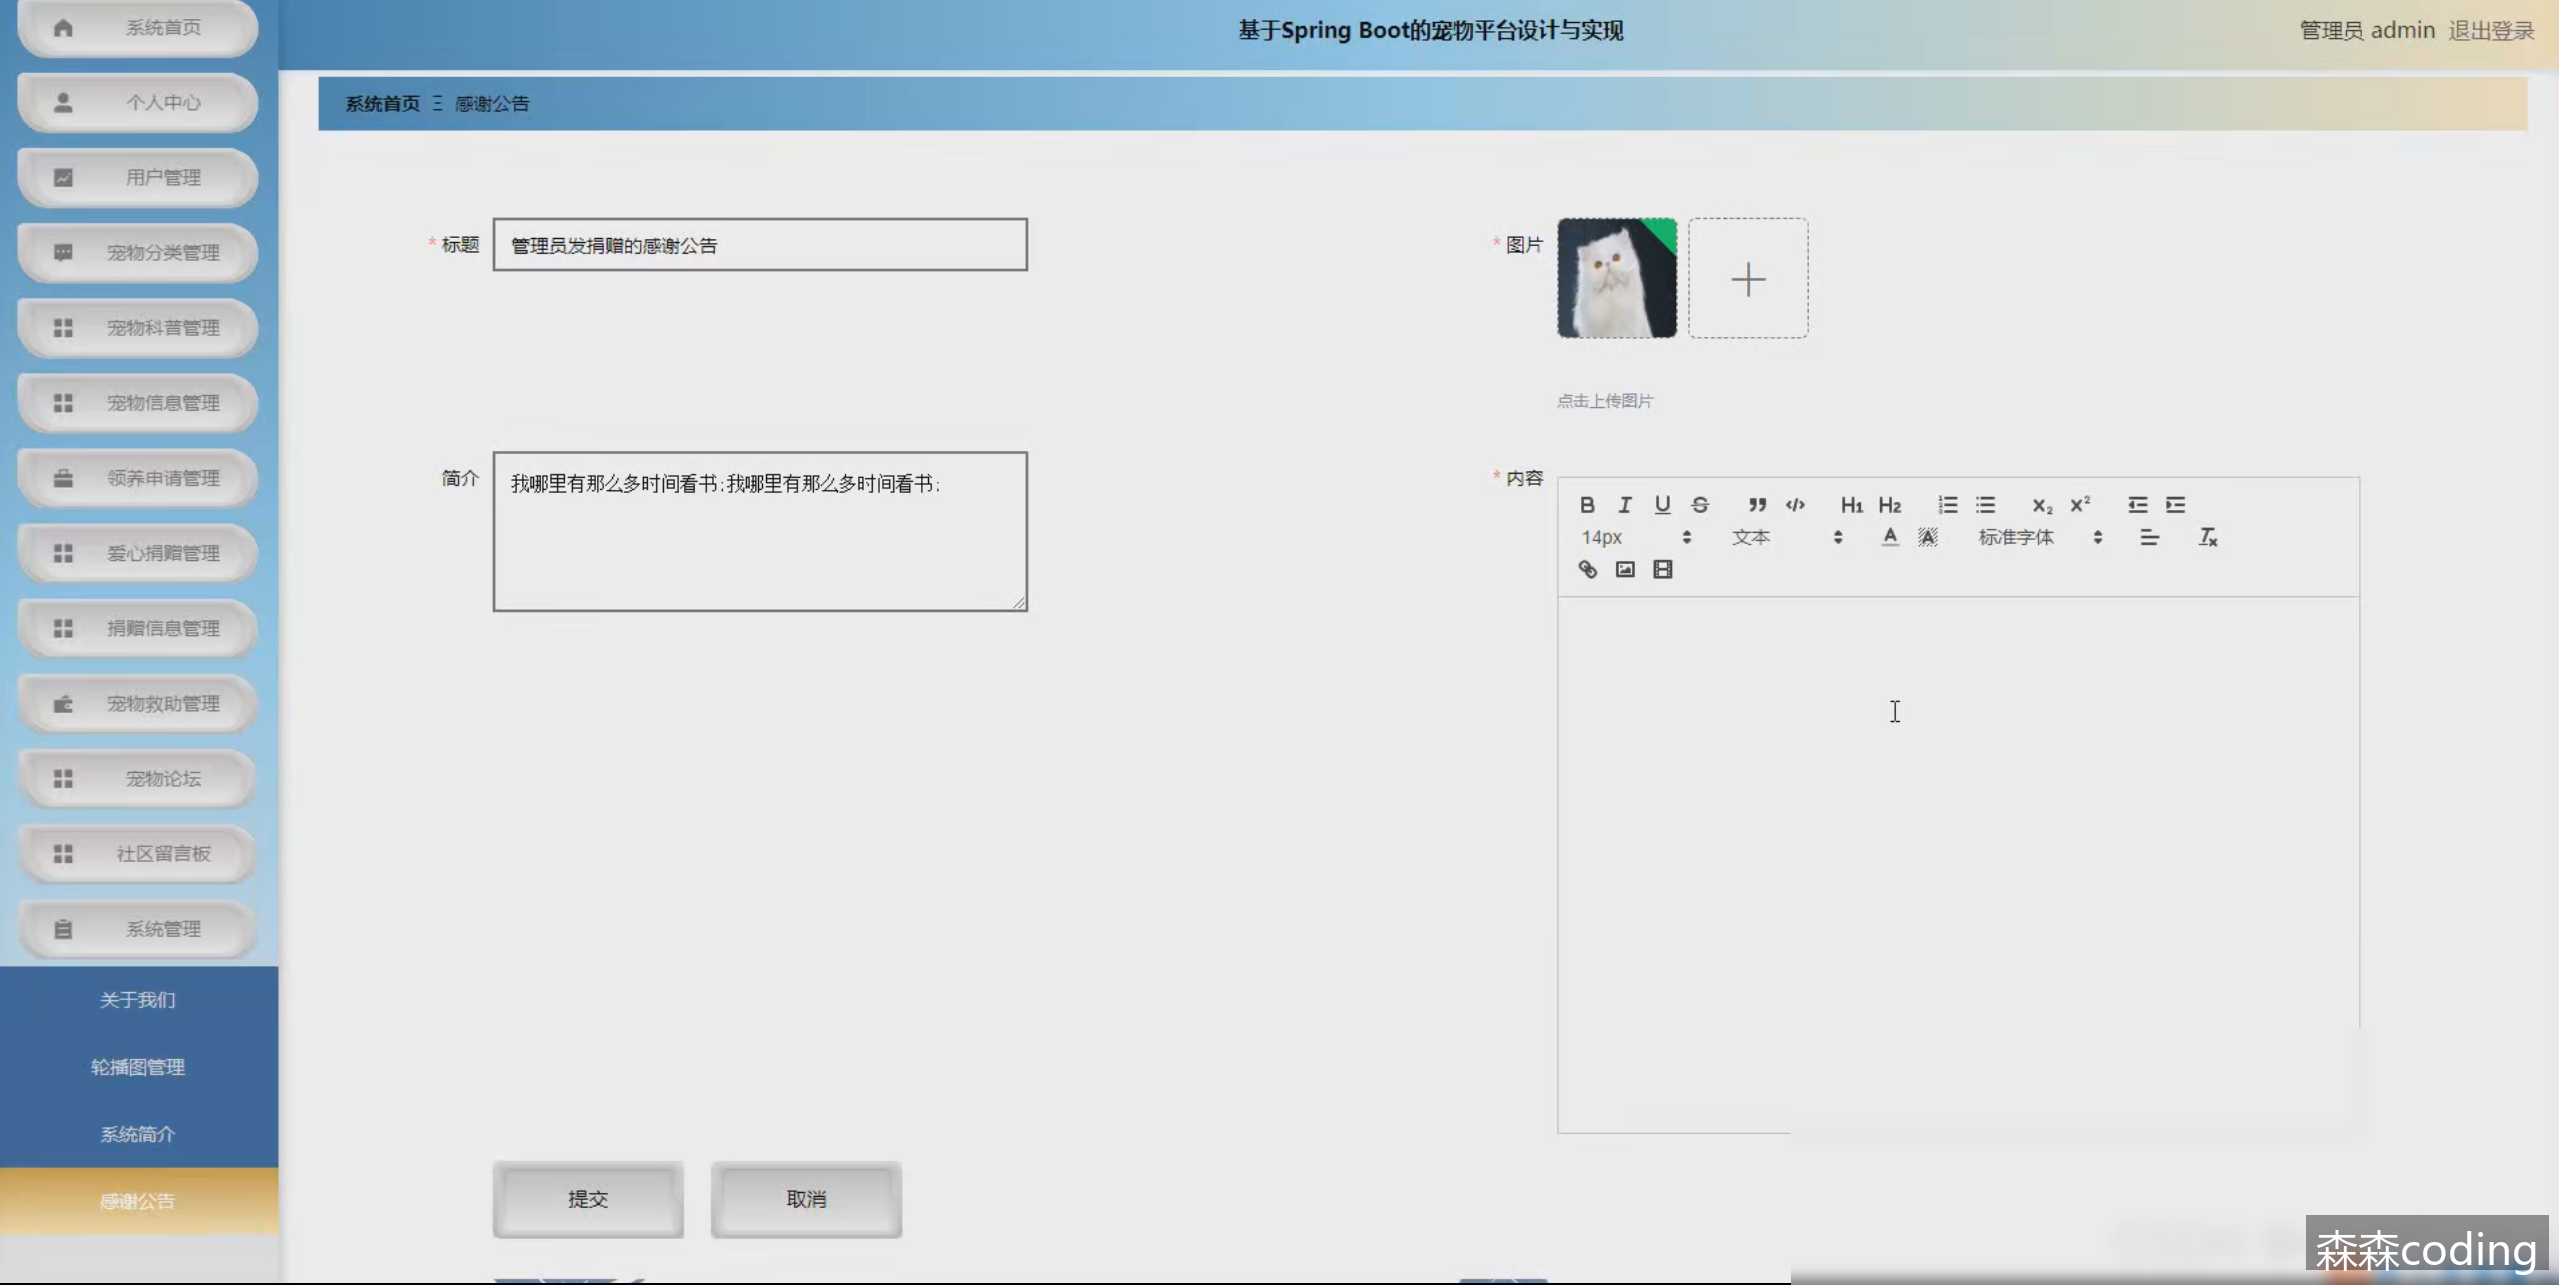 系统首页
个人中心
用户管理
宠物分类管理
宠物科普管理
宠物信息管理
领养申请管理
爱心捐赠管理
捐赠信息管理
宠物救助管理
宠物论坛
社区留言板
系统管理
关于我们
轮播图管理
系统简介
感谢公告
基于Spring Boot的宠物平台设计与实现
管理员 admin 退出登录
系统首页 感谢公告
* 标题 管理员发捐赠的感谢公告
* 图片
点击上传图片
简介 我哪里有那么多时间看书;我哪里有那么多时间看书;
* 内容
B I U S H1 H2 X2 X2
14px 文本 A A 标准字体
提交 取消
森森coding